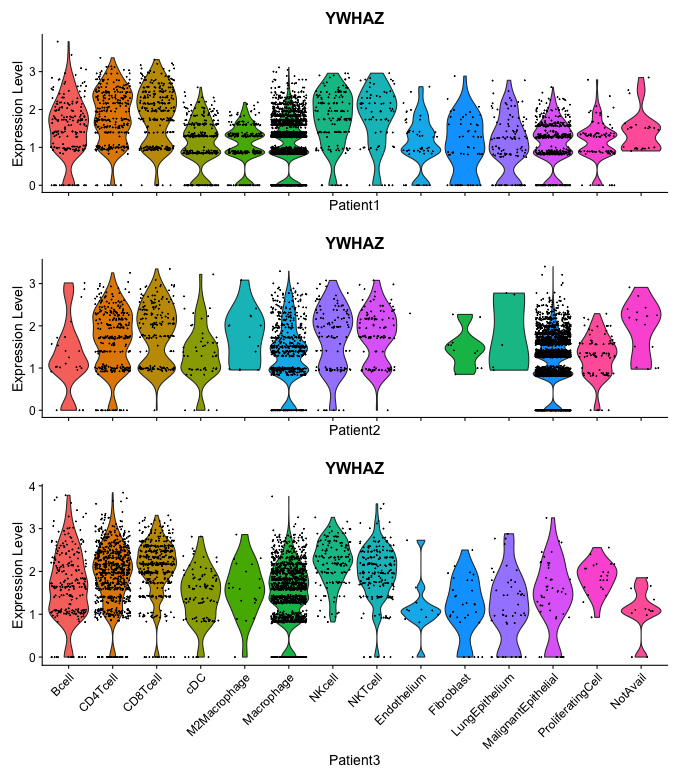 YWHAZ
Expression Level
3
2
1
0
Patient1
YWHAZ
Expression Level
3
2
1
0
Patient2
YWHAZ
Expression Level
4
3
2
1
0
Bcell
CD4Tcell
CD8Tcell
cDC
M2Macrophage
Macrophage
NKcell
NKTcell
Endothelium
Fibroblast
LungEpithelium
MalignantEpithelial
ProliferatingCell
NotAvail
Patient3